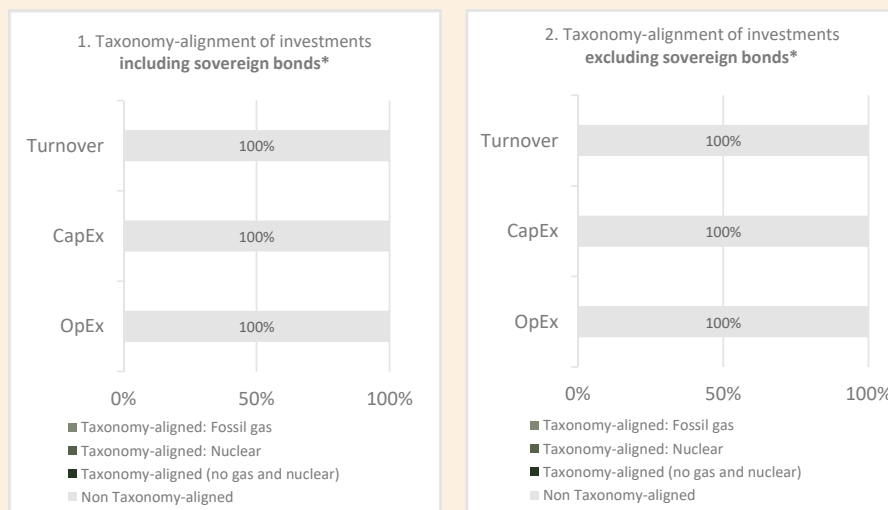 1. Taxonomy-alignment of investments
including sovereign bonds*
Turnover
100%
CapEx
100%
OpEx
100%
0%
50%
100%
Taxonomy-aligned: Fossil gas
Taxonomy-aligned: Nuclear
Taxonomy-aligned (no gas and nuclear)
Non Taxonomy-aligned
2. Taxonomy-alignment of investments
excluding sovereign bonds*
Turnover
100%
CapEx
100%
OpEx
100%
0%
50%
100%
Taxonomy-aligned: Fossil gas
Taxonomy-aligned: Nuclear
Taxonomy-aligned (no gas and nuclear)
Non Taxonomy-aligned